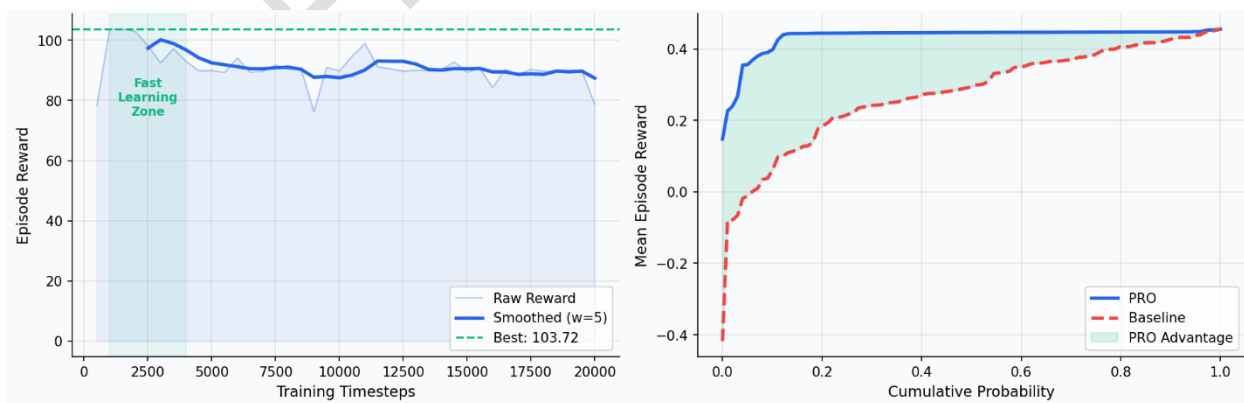 100
80
60
40
20
0
Episode Reward
Fast
Learning
Zone
Raw Reward
Smoothed (w=5)
Best: 103.72
0
2500
5000
7500
10000
12500
15000
17500
20000
Training Timesteps
0.4
0.2
0.0
−0.2
−0.4
Mean Episode Reward
PRO
Baseline
PRO Advantage
0.0
0.2
0.4
0.6
0.8
1.0
Cumulative Probability